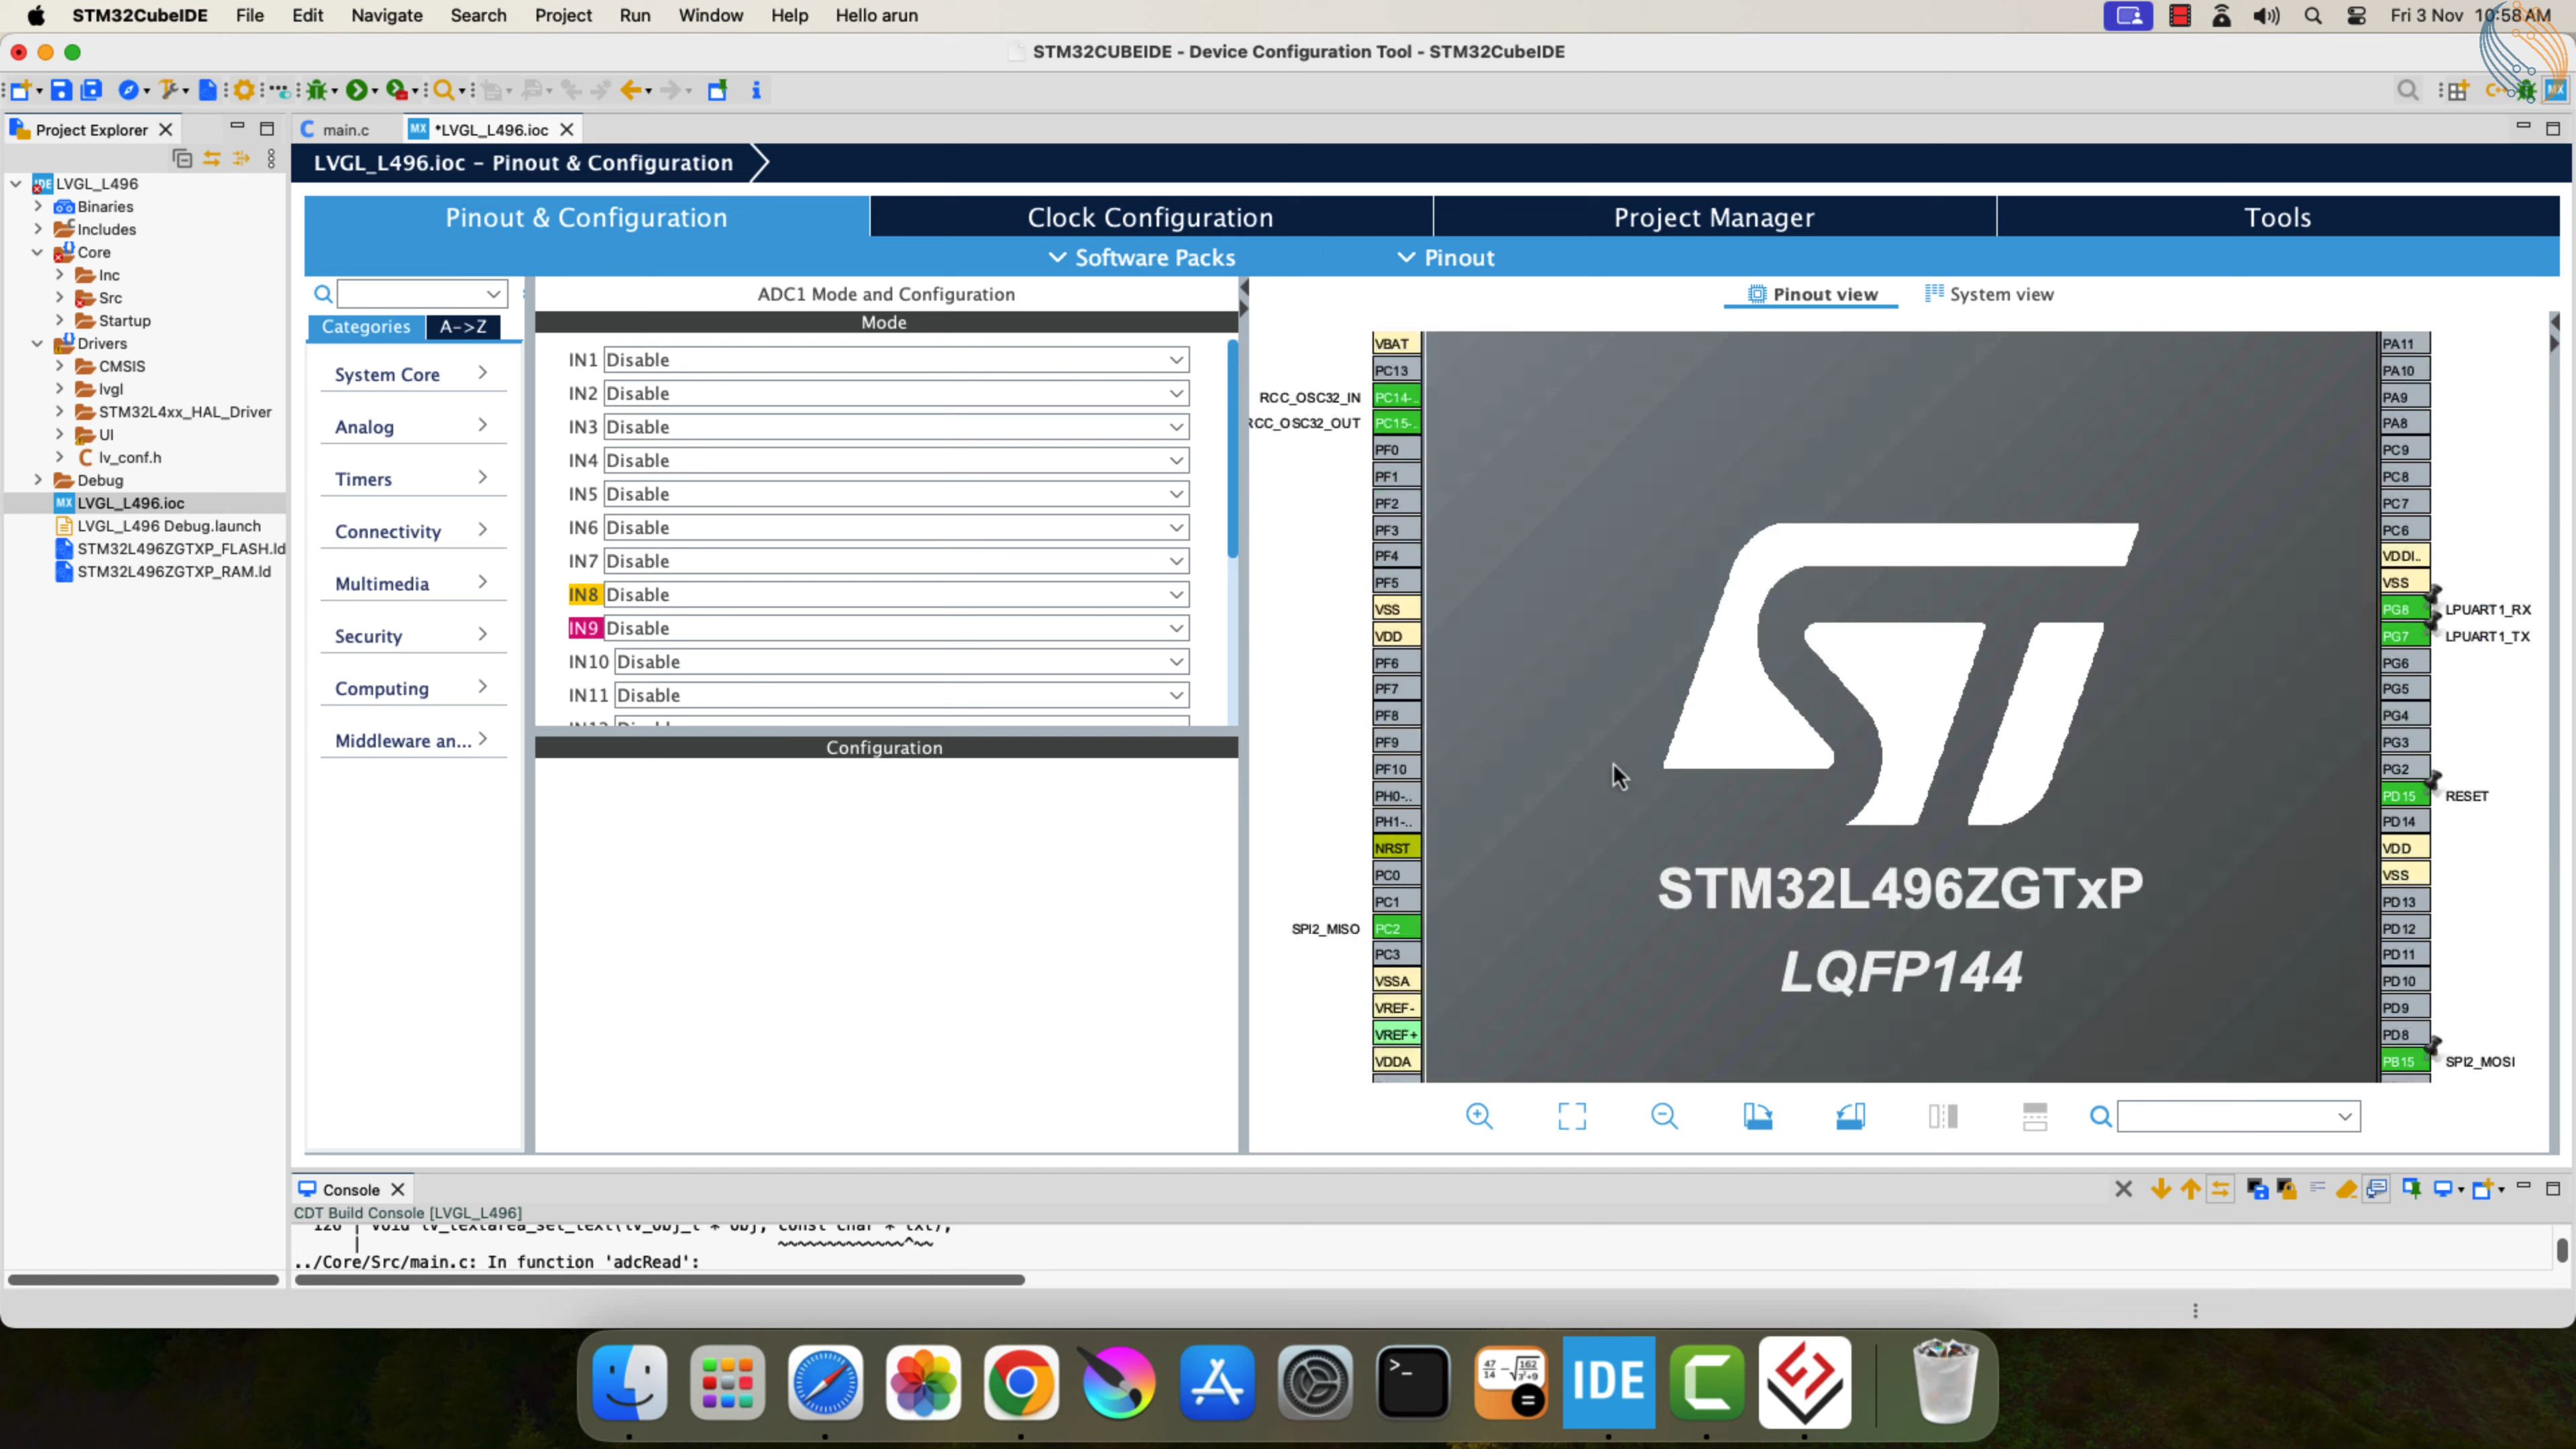 STM32CubeIDE File Edit Navigate Search Project Run Window Help Hello arun Fri 3 Nov 10:58 AM
STM32CUBEIDE - Device Configuration Tool - STM32CubeIDE
Project Explorer
LVGL_L496
Binaries
Includes
Core
Inc
Src
Startup
Drivers
CMSIS
lvgl
STM32L4xx_HAL_Driver
UI
lv_conf.h
Debug
LVGL_L496.ioc
LVGL_L496 Debug.launch
STM32L496ZGTXP_FLASH.ld
STM32L496ZGTXP_RAM.ld
main.c *LVGL_L496.ioc
LVGL_L496.ioc - Pinout & Configuration
Pinout & Configuration Clock Configuration Project Manager Tools
Software Packs Pinout
Categories A->Z
System Core
Analog
Timers
Connectivity
Multimedia
Security
Computing
Middleware an...
ADC1 Mode and Configuration
Mode
IN1 Disable
IN2 Disable
IN3 Disable
IN4 Disable
IN5 Disable
IN6 Disable
IN7 Disable
IN8 Disable
IN9 Disable
IN10 Disable
IN11 Disable
Configuration
Pinout view System view
VBAT
PC13
RCC_OSC32_IN PC14-..
RCC_OSC32_OUT PC15-..
PF0
PF1
PF2
PF3
PF4
PF5
VSS
VDD
PF6
PF7
PF8
PF9
PF10
PH0-..
PH1-..
NRST
PC0
PC1
SPI2_MISO PC2
PC3
VSSA
VREF-
VREF+
VDDA
STM32L496ZGTxP
LQFP144
PA11
PA10
PA9
PA8
PC9
PC8
PC7
PC6
VDDI..
VSS
PG8 LPUART1_RX
PG7 LPUART1_TX
PG6
PG5
PG4
PG3
PG2
PD15 RESET
PD14
VDD
VSS
PD13
PD12
PD11
PD10
PD9
PD8
PB15 SPI2_MOSI
Console
CDT Build Console [LVGL_L496]
| void lv_textarea_set_text(lv_obj_t * obj, const char * txt);
| ~~~~~~~~~~~~~^~~
../Core/Src/main.c: In function 'adcRead':
IDE